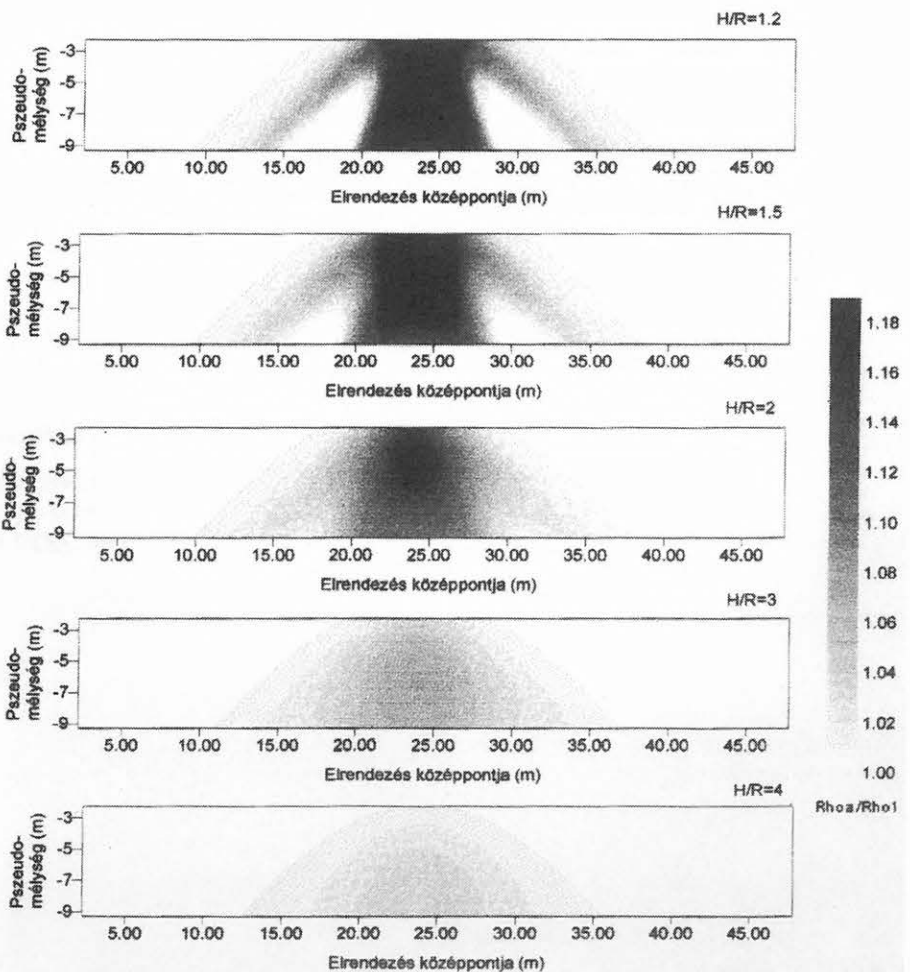 H/R=1.2
Pszeudo-
mélység (m)
-3
-5
-7
-9
5.00 10.00 15.00 20.00 25.00 30.00 35.00 40.00 45.00
Elrendezés középpontja (m)
H/R=1.5
Pszeudo-
mélység (m)
-3
-5
-7
-9
5.00 10.00 15.00 20.00 25.00 30.00 35.00 40.00 45.00
Elrendezés középpontja (m)
H/R=2
Pszeudo-
mélység (m)
-3
-5
-7
-9
5.00 10.00 15.00 20.00 25.00 30.00 35.00 40.00 45.00
Elrendezés középpontja (m)
H/R=3
Pszeudo-
mélység (m)
-3
-5
-7
-9
5.00 10.00 15.00 20.00 25.00 30.00 35.00 40.00 45.00
Elrendezés középpontja (m)
H/R=4
Pszeudo-
mélység (m)
-3
-5
-7
-9
5.00 10.00 15.00 20.00 25.00 30.00 35.00 40.00 45.00
Elrendezés középpontja (m)
1.18
1.16
1.14
1.12
1.10
1.08
1.06
1.04
1.02
1.00
Rhoa/Rho1